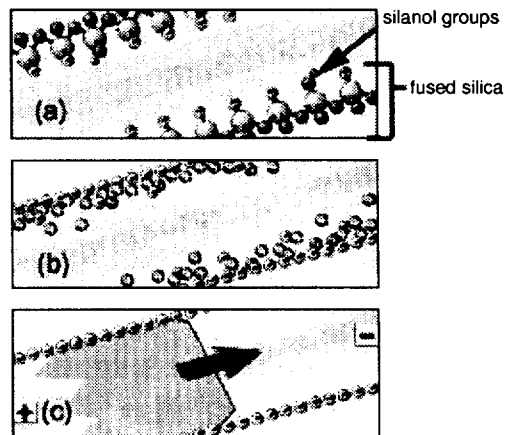 silanol groups
fused silica
(a)
(b)
−
+ (c)